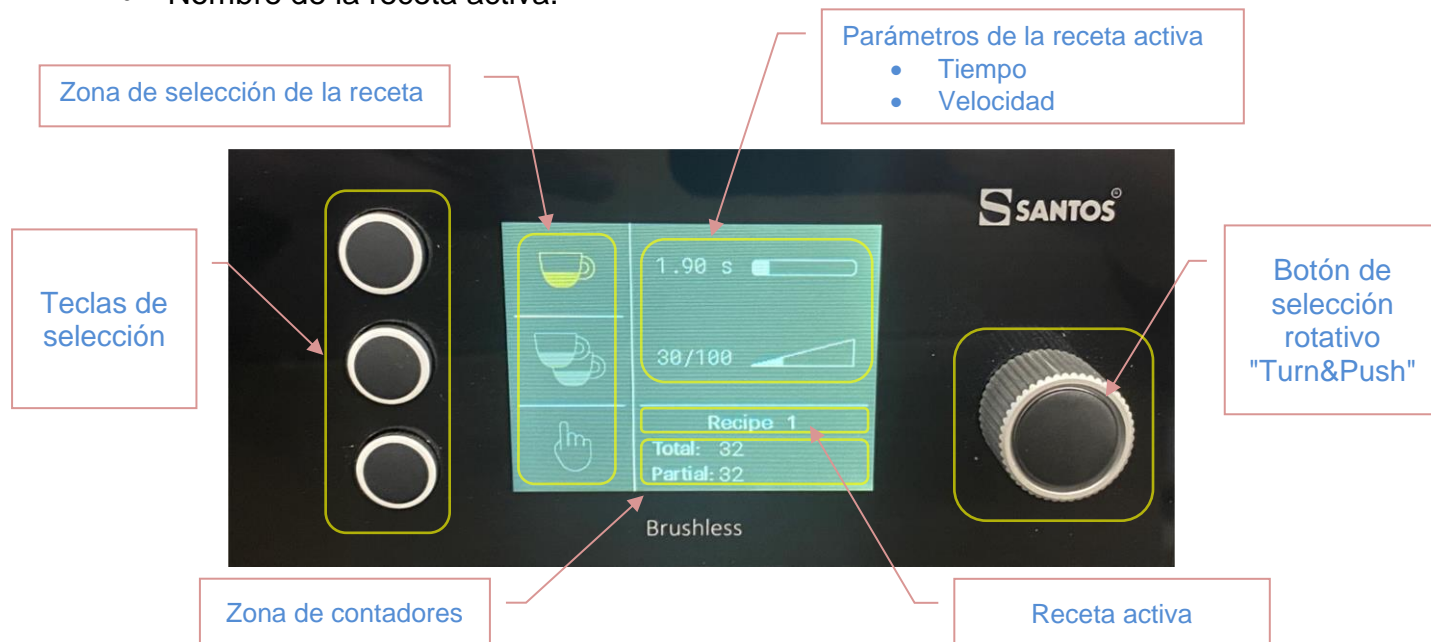 • Nombre de la receta activa.
Parámetros de la receta activa
• Tiempo
• Velocidad
Zona de selección de la receta
SANTOS
®
Teclas de
selección
1.90 s
30/100
Recipe 1
Total: 32
Partial: 32
Brushless
Botón de
selección
rotativo
"Turn&Push"
Zona de contadores
Receta activa